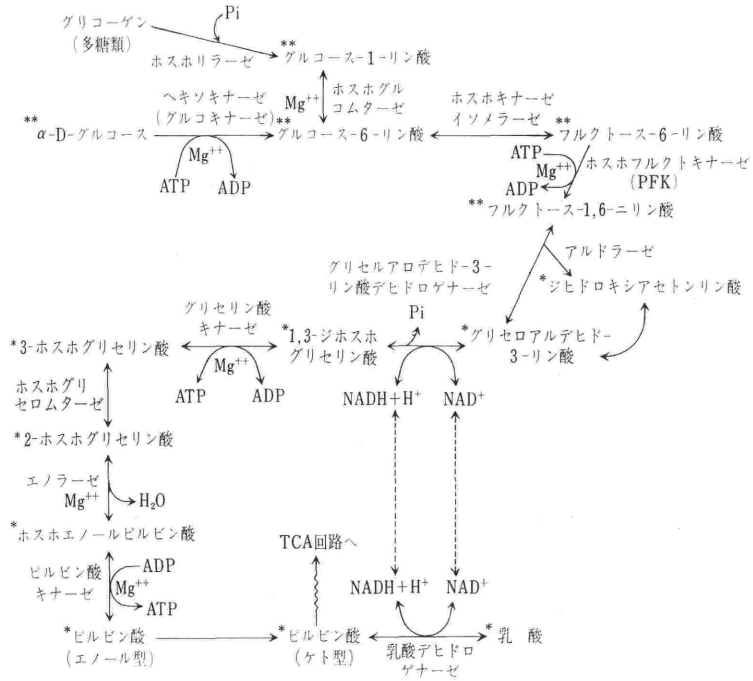 グリコーゲン
(多糖類)
Pi
ホスホリラーゼ
**グルコース-1-リン酸
Mg++
ホスホグル
コムターゼ
**α-D-グルコース
ヘキソキナーゼ
(グルコキナーゼ)
Mg++
ATP ADP
**グルコース-6-リン酸
ホスホキナーゼ
イソメラーゼ
**フルクトース-6-リン酸
ATP
Mg++
ADP
ホスホフルクトキナーゼ
(PFK)
**フルクトース-1,6-ニリン酸
アルドラーゼ
*ジヒドロキシアセトンリン酸
グリセルアロデヒド-3-
リン酸デヒドロゲナーゼ
Pi
*グリセロアルデヒド-
3-リン酸
NADH+H+ NAD+
*1,3-ジホスホ
グリセリン酸
グリセリン酸
キナーゼ
Mg++
ATP ADP
*3-ホスホグリセリン酸
ホスホグリ
セロムターゼ
*2-ホスホグリセリン酸
エノラーゼ
Mg++
H₂O
*ホスホエノールピルビン酸
ピルビン酸
キナーゼ
ADP
Mg++
ATP
*ピルビン酸
(エノール型)
TCA回路へ
*ピルビン酸
(ケト型)
NADH+H+ NAD+
乳酸デヒドロ
ゲナーゼ
*乳 酸